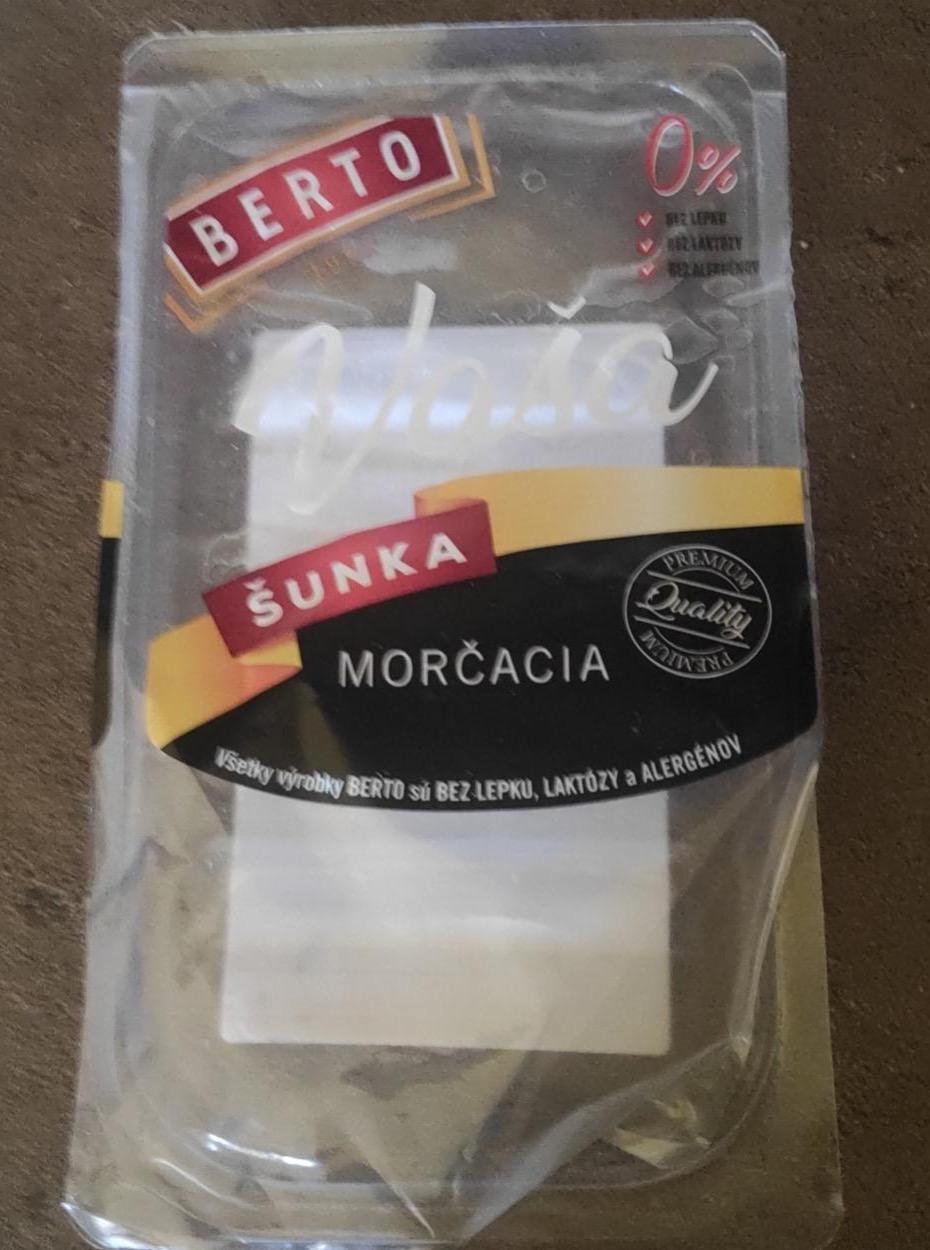 BERTO
0%
BEZ LEPKU
BEZ LAKTÓZY
BEZ ALERGÉNOV
Vaša
ŠUNKA
MORČACIA
PREMIUM
Quality
PREMIUM
Všetky výrobky BERTO sú BEZ LEPKU, LAKTÓZY a ALERGÉNOV